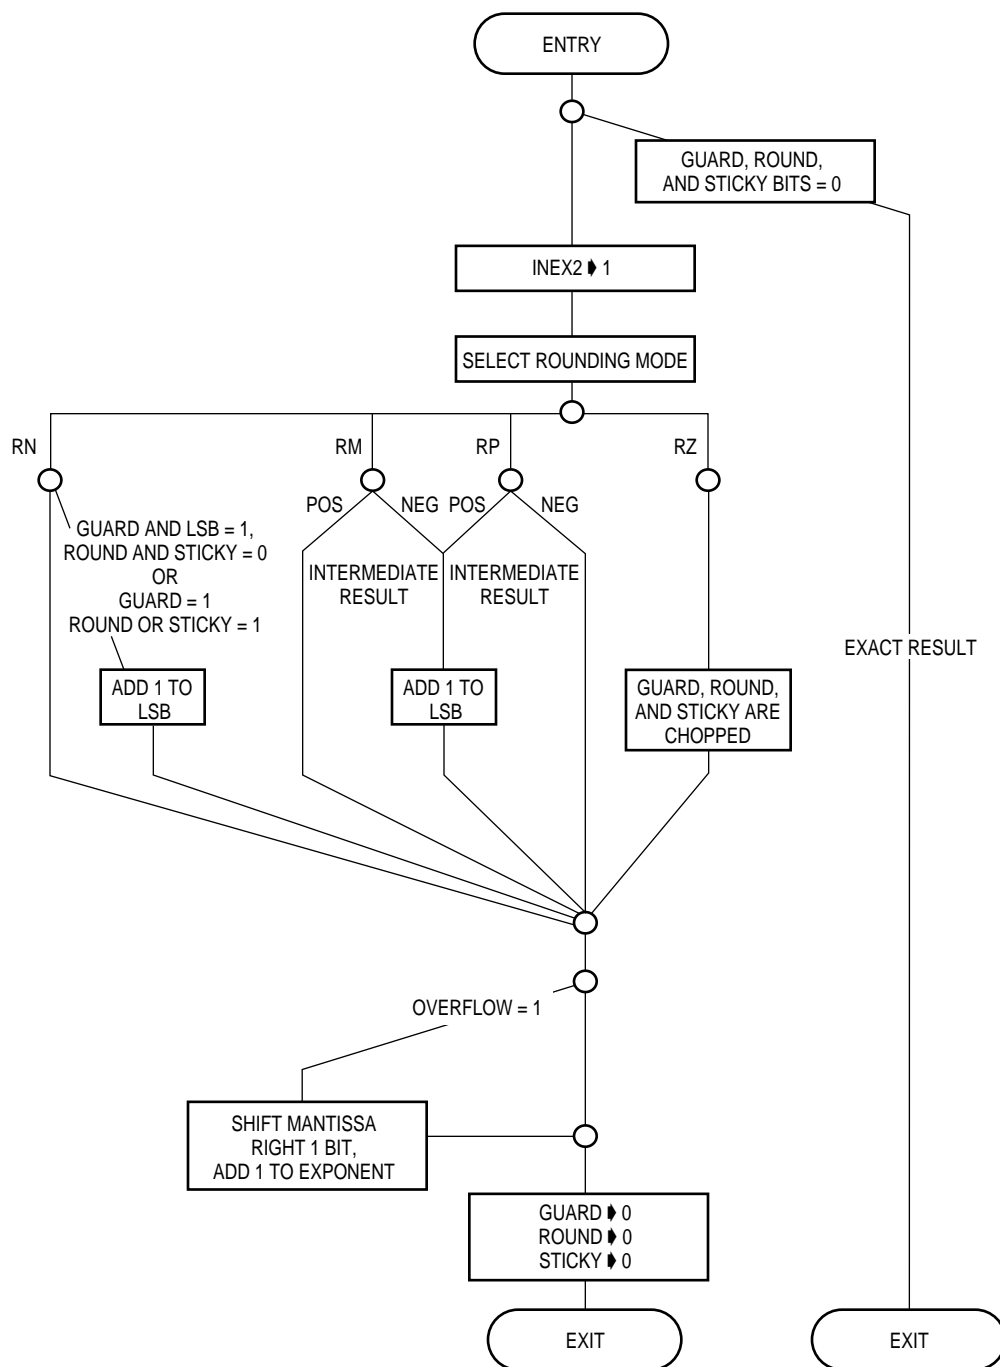 ENTRY
GUARD, ROUND,
AND STICKY BITS = 0
INEX2 ➧ 1
SELECT ROUNDING MODE
RN
RM
RP
RZ
POS
NEG
POS
NEG
GUARD AND LSB = 1,
ROUND AND STICKY = 0
OR
GUARD = 1
ROUND OR STICKY = 1
INTERMEDIATE
RESULT
INTERMEDIATE
RESULT
EXACT RESULT
ADD 1 TO
LSB
ADD 1 TO
LSB
GUARD, ROUND,
AND STICKY ARE
CHOPPED
OVERFLOW = 1
SHIFT MANTISSA
RIGHT 1 BIT,
ADD 1 TO EXPONENT
GUARD ➧ 0
ROUND ➧ 0
STICKY ➧ 0
EXIT
EXIT